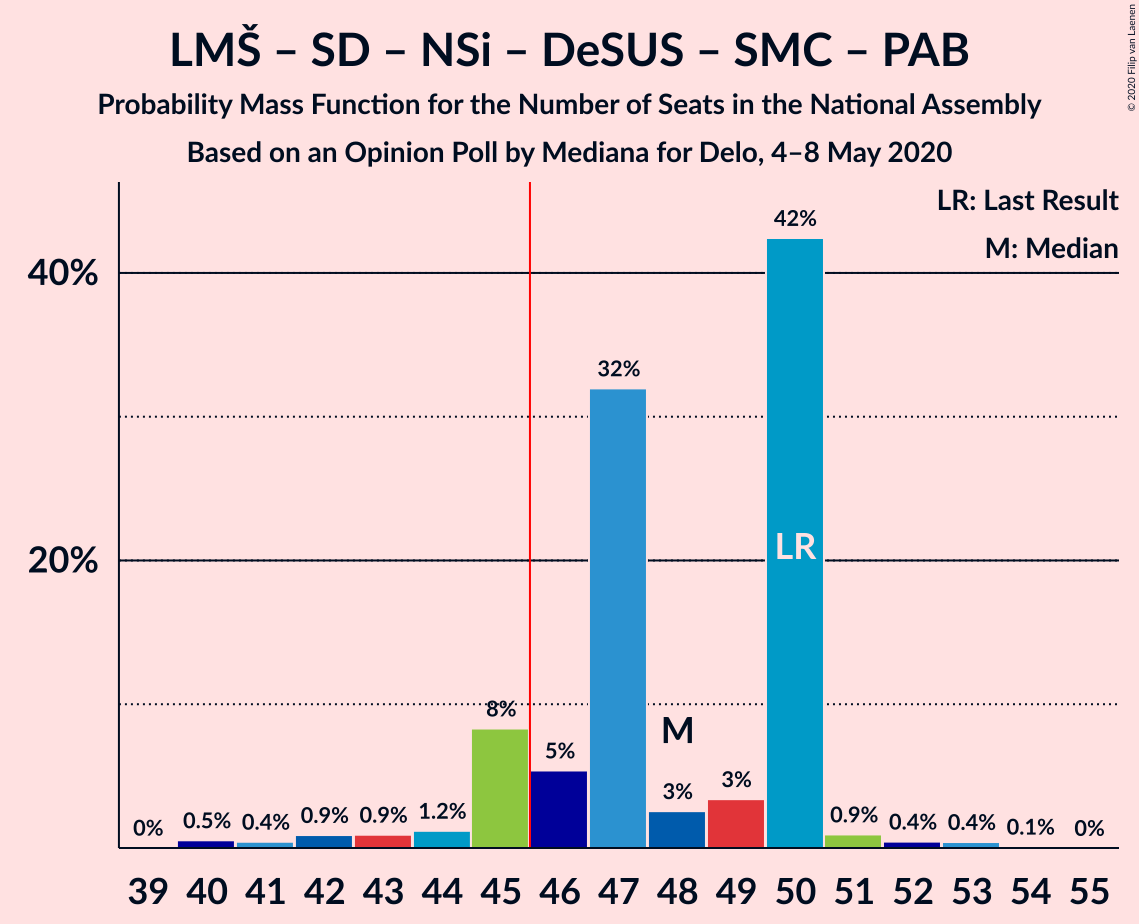 LMŠ – SD – NSi – DeSUS – SMC – PAB
Probability Mass Function for the Number of Seats in the National Assembly
Based on an Opinion Poll by Mediana for Delo, 4–8 May 2020
© 2020 Filip van Laenen
LR: Last Result
M: Median
40%
20%
0%
0.5%
0.4%
0.9%
0.9%
1.2%
8%
5%
32%
3%
3%
42%
0.9%
0.4%
0.4%
0.1%
0%
M
LR
39 40 41 42 43 44 45 46 47 48 49 50 51 52 53 54 55